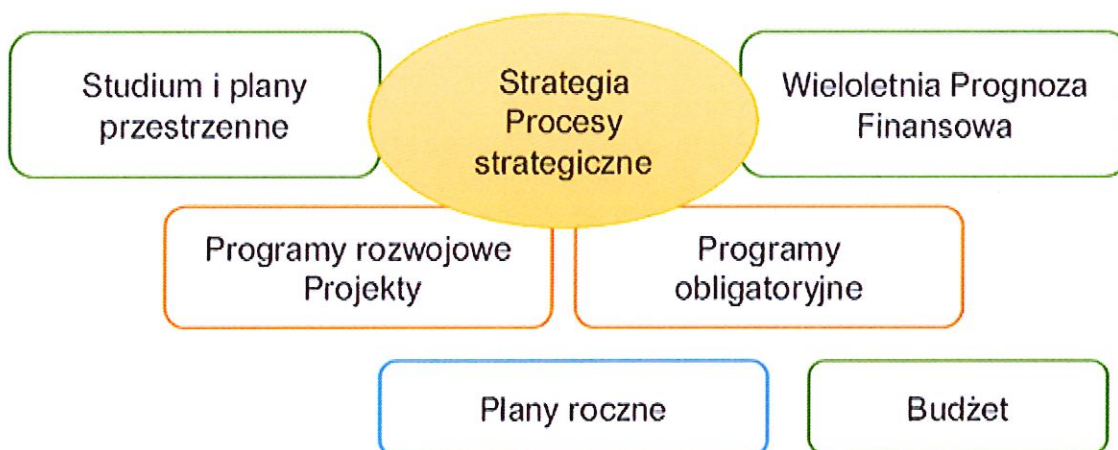 Studium i plany
przestrzenne
Strategia
Procesy
strategiczne
Wieloletnia Prognoza
Finansowa
Programy rozwojowe
Projekty
Programy
obligatoryjne
Plany roczne
Budżet